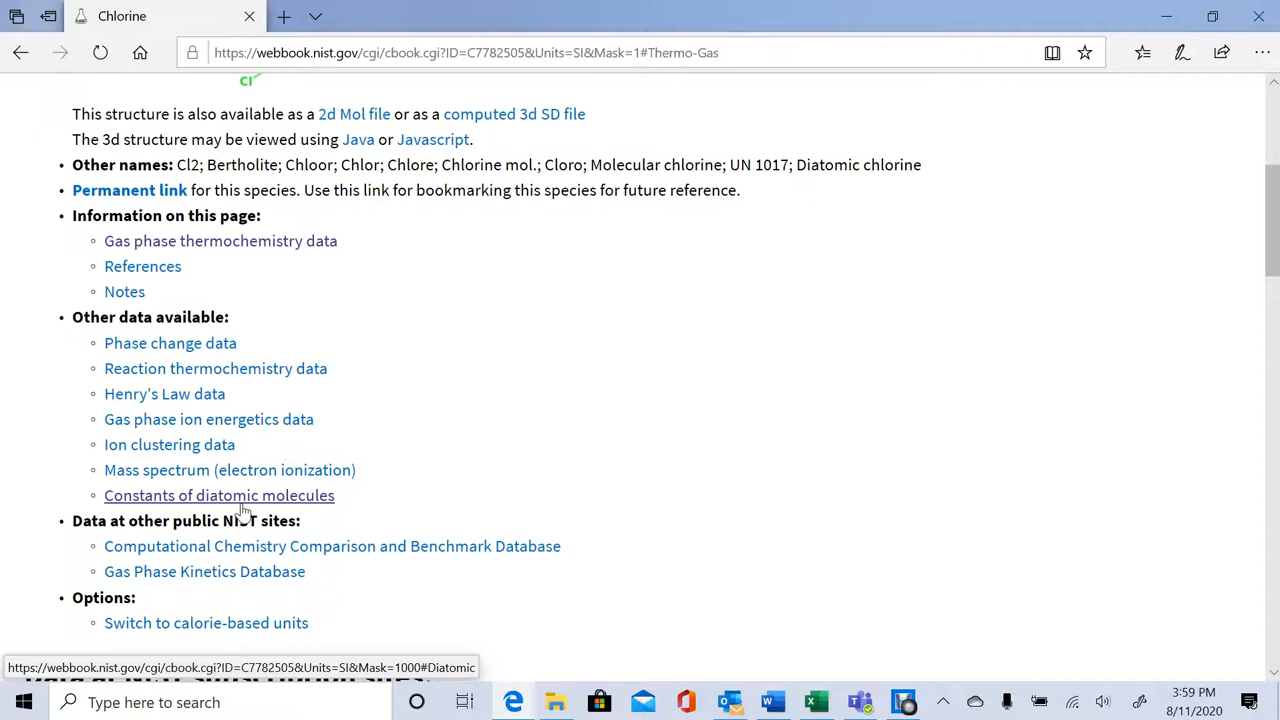 Chlorine
https://webbook.nist.gov/cgi/cbook.cgi?ID=C7782505&Units=SI&Mask=1#Thermo-Gas
Cl
This structure is also available as a 2d Mol file or as a computed 3d SD file
The 3d structure may be viewed using Java or Javascript.
• Other names: Cl2; Bertholite; Chloor; Chlor; Chlore; Chlorine mol.; Cloro; Molecular chlorine; UN 1017; Diatomic chlorine
• Permanent link for this species. Use this link for bookmarking this species for future reference.
• Information on this page:
◦ Gas phase thermochemistry data
◦ References
◦ Notes
• Other data available:
◦ Phase change data
◦ Reaction thermochemistry data
◦ Henry's Law data
◦ Gas phase ion energetics data
◦ Ion clustering data
◦ Mass spectrum (electron ionization)
◦ Constants of diatomic molecules
• Data at other public NIST sites:
◦ Computational Chemistry Comparison and Benchmark Database
◦ Gas Phase Kinetics Database
• Options:
◦ Switch to calorie-based units
https://webbook.nist.gov/cgi/cbook.cgi?ID=C7782505&Units=SI&Mask=1000#Diatomic
Type here to search
3:59 PM
8/11/2020